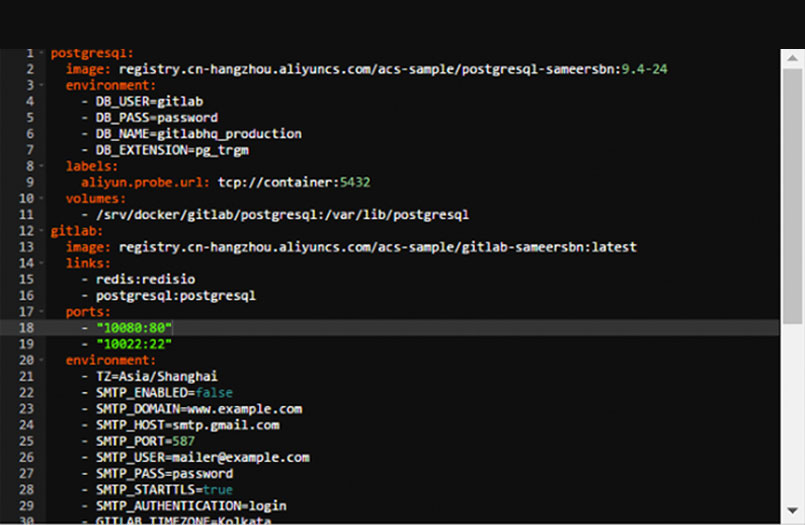 1 postgresql:
2 image: registry.cn-hangzhou.aliyuncs.com/acs-sample/postgresql-sameersbn:9.4-24
3 environment:
4 - DB_USER=gitlab
5 - DB_PASS=password
6 - DB_NAME=gitlabhq_production
7 - DB_EXTENSION=pg_trgm
8 labels:
9 aliyun.probe.url: tcp://container:5432
10 volumes:
11 - /srv/docker/gitlab/postgresql:/var/lib/postgresql
12 gitlab:
13 image: registry.cn-hangzhou.aliyuncs.com/acs-sample/gitlab-sameersbn:latest
14 links:
15 - redis:redisio
16 - postgresql:postgresql
17 ports:
18 - "10080:80"
19 - "10022:22"
20 environment:
21 - TZ=Asia/Shanghai
22 - SMTP_ENABLED=false
23 - SMTP_DOMAIN=www.example.com
24 - SMTP_HOST=smtp.gmail.com
25 - SMTP_PORT=587
26 - SMTP_USER=mailer@example.com
27 - SMTP_PASS=password
28 - SMTP_STARTTLS=true
29 - SMTP_AUTHENTICATION=login
30 - GITLAB_TIMEZONE=Kolkata